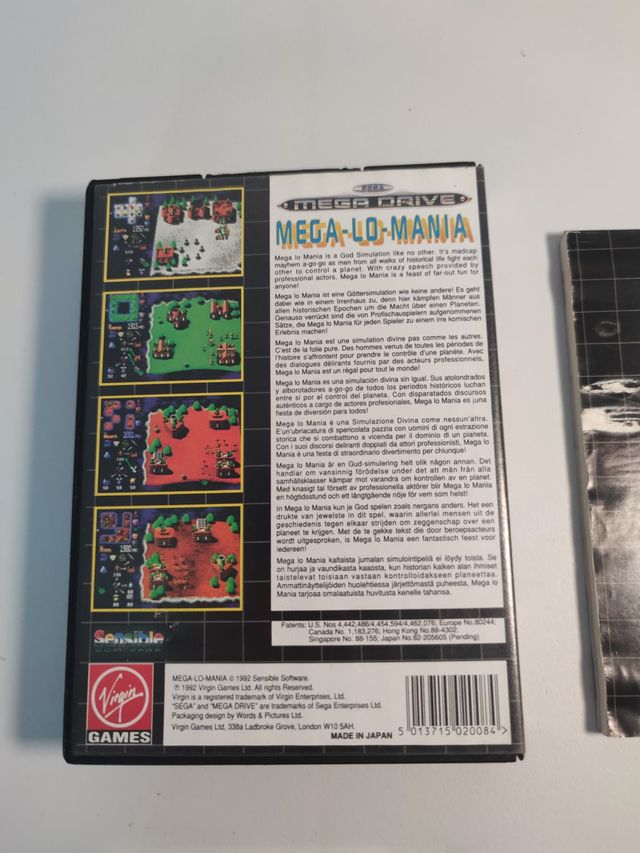 SEGA
MEGA DRIVE
MEGA-LO-MANIA
Mega lo Mania is a God Simulation like no other. It's madcap
mayhem a-go-go as men from all walks of historical life fight each
other to control a planet. With crazy speech provided by
professional actors, Mega lo Mania is a feast of far-out fun for
anyone!
Mega lo Mania ist eine Göttersimulation wie keine andere! Es geht
dabei wie in einem Irrenhaus zu, denn hier kämpfen Männer aus
allen historischen Epochen um die Macht über einen Planeten.
Genauso verrückt sind die von Profischauspielern aufgenommenen
Sätze, die Mega lo Mania für jeden Spieler zu einem irre komischen
Erlebnis machen!
Mega lo Mania est une simulation divine pas comme les autres.
C'est de la folie pure. Des hommes venus de toutes les périodes de
l'histoire s'affrontent pour prendre le contrôle d'une planète. Avec
des dialogues délirants fournis par des acteurs professionnels,
Mega lo Mania est un régal pour tout le monde!
Mega lo Mania es una simulación divina sin igual. Sus atolondrados
y alborotadores a-go-go de todos los periodos históricos luchan
entre si por el control del planeta. Con disparatados discursos
auténticos a cargo de actores profesionales, Mega lo Mania es ¡una
fiesta de diversión para todos!
Mega lo Mania è una Simulazione Divina come nessun'altra.
E'un'ubriacatura di spericolata pazzia con uomini di ogni estrazione
storica che si combattono a vicenda per il dominio di un pianeta.
Con i suoi discorsi deliranti doppiati da attori professionisti, Mega lo
Mania è una festa di straordinario divertimento per chiunque!
Mega lo Mania är en Gud-simulering helt olik någon annan. Det
handlar om vansinnig förödelse under det att män från alla
samhällsklasser kämpar mot varandra om kontrollen av en planet.
Med knasigt tal försett av professionella aktörer blir Mega lo Mania
en högtidsstund och ett långtgående nöje för vem som helst!
In Mega lo Mania kun je God spelen zoals nergens anders. Het een
drukte van jewelste in dit spel, waarin allerlei mensen uit de
geschiedenis tegen elkaar strijden om zeggenschap over een
planeet te krijgen. Met de te gekke tekst die door beroepsacteurs
wordt uitgesproken, is Mega lo Mania een fantastisch feest voor
iedereen!
Mega lo Mania kaltaista jumalan simulointipeliä ei löydy toista. Se
on hurjaa ja vaundikasta kaaosta, kun historian kaiken alan ihmiset
taistelevat toisiaan vastaan kontrolloidakseen planeettaa.
Ammattinäyttelijöiden huolehtiessa järjettömästä puheesta, Mega lo
Mania tarjoaa omalaatuista huvitusta kenelle tahansa.
Patents: U.S. Nos 4,442,486/4,454,594/4,462,076; Europe No.80244;
Canada No. 1,183,276; Hong Kong No.88-4302;
Singapore No. 88-155; Japan No.82-205605 (Pending)
Sensible
SOFTWARE
Virgin
GAMES
MEGA-LO-MANIA © 1992 Sensible Software.
℗ 1992 Virgin Games Ltd. All rights Reserved.
Virgin is a registered trademark of Virgin Enterprises, Ltd.
"SEGA" and "MEGA DRIVE" are trademarks of Sega Enterprises Ltd.
Packaging design by Words & Pictures Ltd.
Virgin Games Ltd, 338a Ladbroke Grove, London W10 5AH.
MADE IN JAPAN
5 013715 020084 >